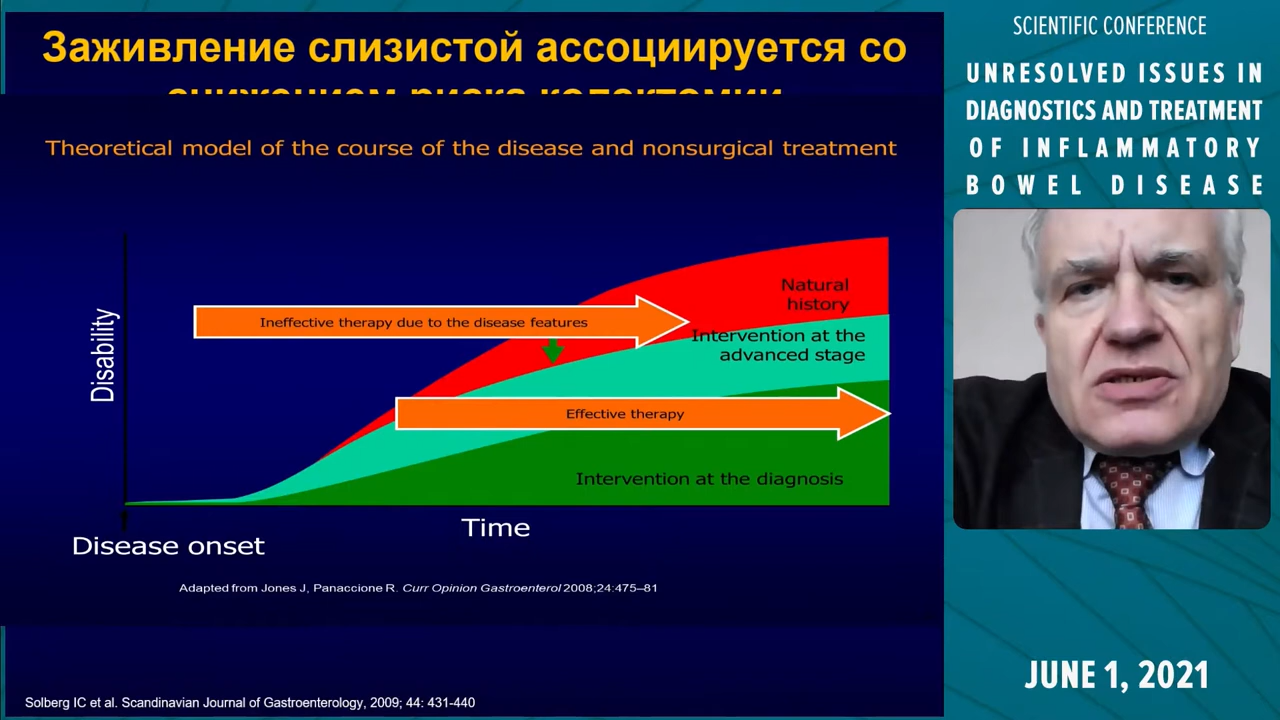 Заживление слизистой ассоциируется со
снижением риска колэктомии
Theoretical model of the course of the disease and nonsurgical treatment
Natural
history
Ineffective therapy due to the disease features
Intervention at the
advanced stage
Disability
Effective therapy
Intervention at the diagnosis
Time
Disease onset
Adapted from Jones J, Panaccione R. Curr Opinion Gastroenterol 2008;24:475–81
Solberg IC et al. Scandinavian Journal of Gastroenterology, 2009; 44: 431-440
SCIENTIFIC CONFERENCE
UNRESOLVED ISSUES IN
DIAGNOSTICS AND TREATMENT
OF INFLAMMATORY
BOWEL DISEASE
JUNE 1, 2021